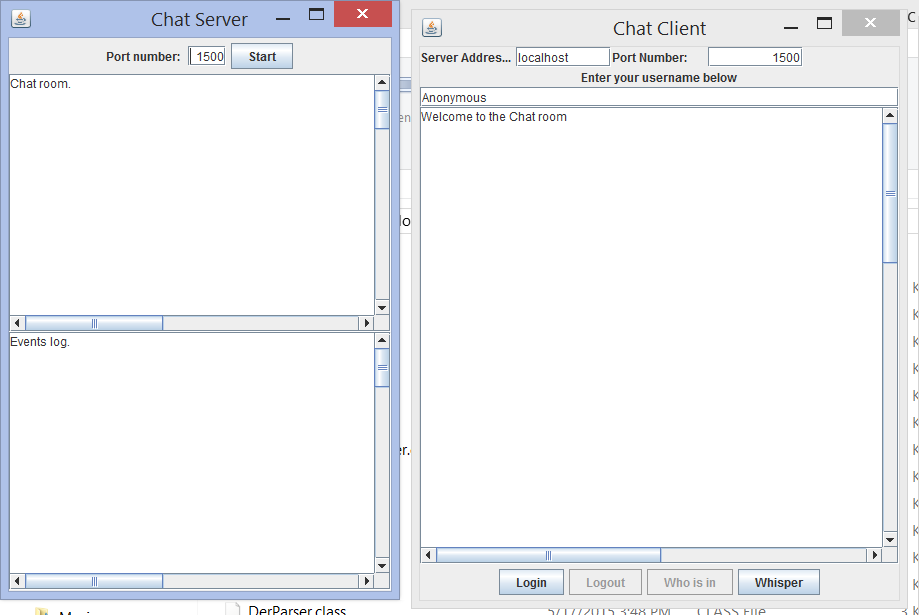 Chat Server
Port number: 1500 Start
Chat room.
Events log.
Chat Client
Server Addres... localhost Port Number: 1500
Enter your username below
Anonymous
Welcome to the Chat room
Login Logout Who is in Whisper
DerParser.class 5/17/2015 3:48 PM CLASS File